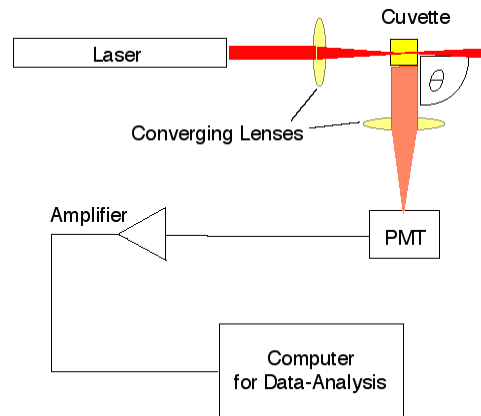 Cuvette
Laser
θ
Converging Lenses
Amplifier
PMT
Computer
for Data-Analysis